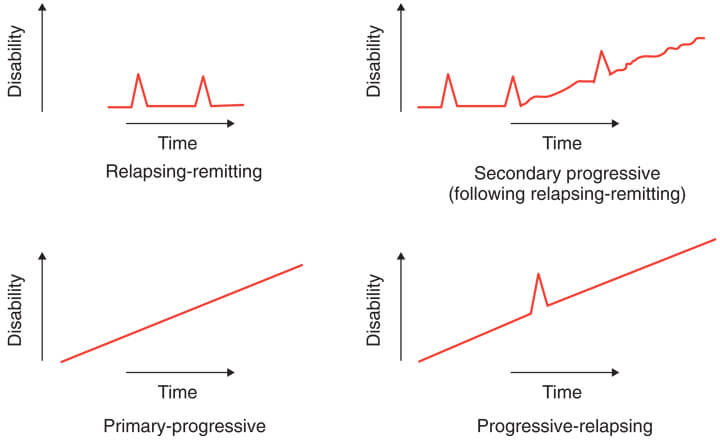 Disability
Time
Relapsing-remitting
Disability
Time
Secondary progressive
(following relapsing-remitting)
Disability
Time
Primary-progressive
Disability
Time
Progressive-relapsing